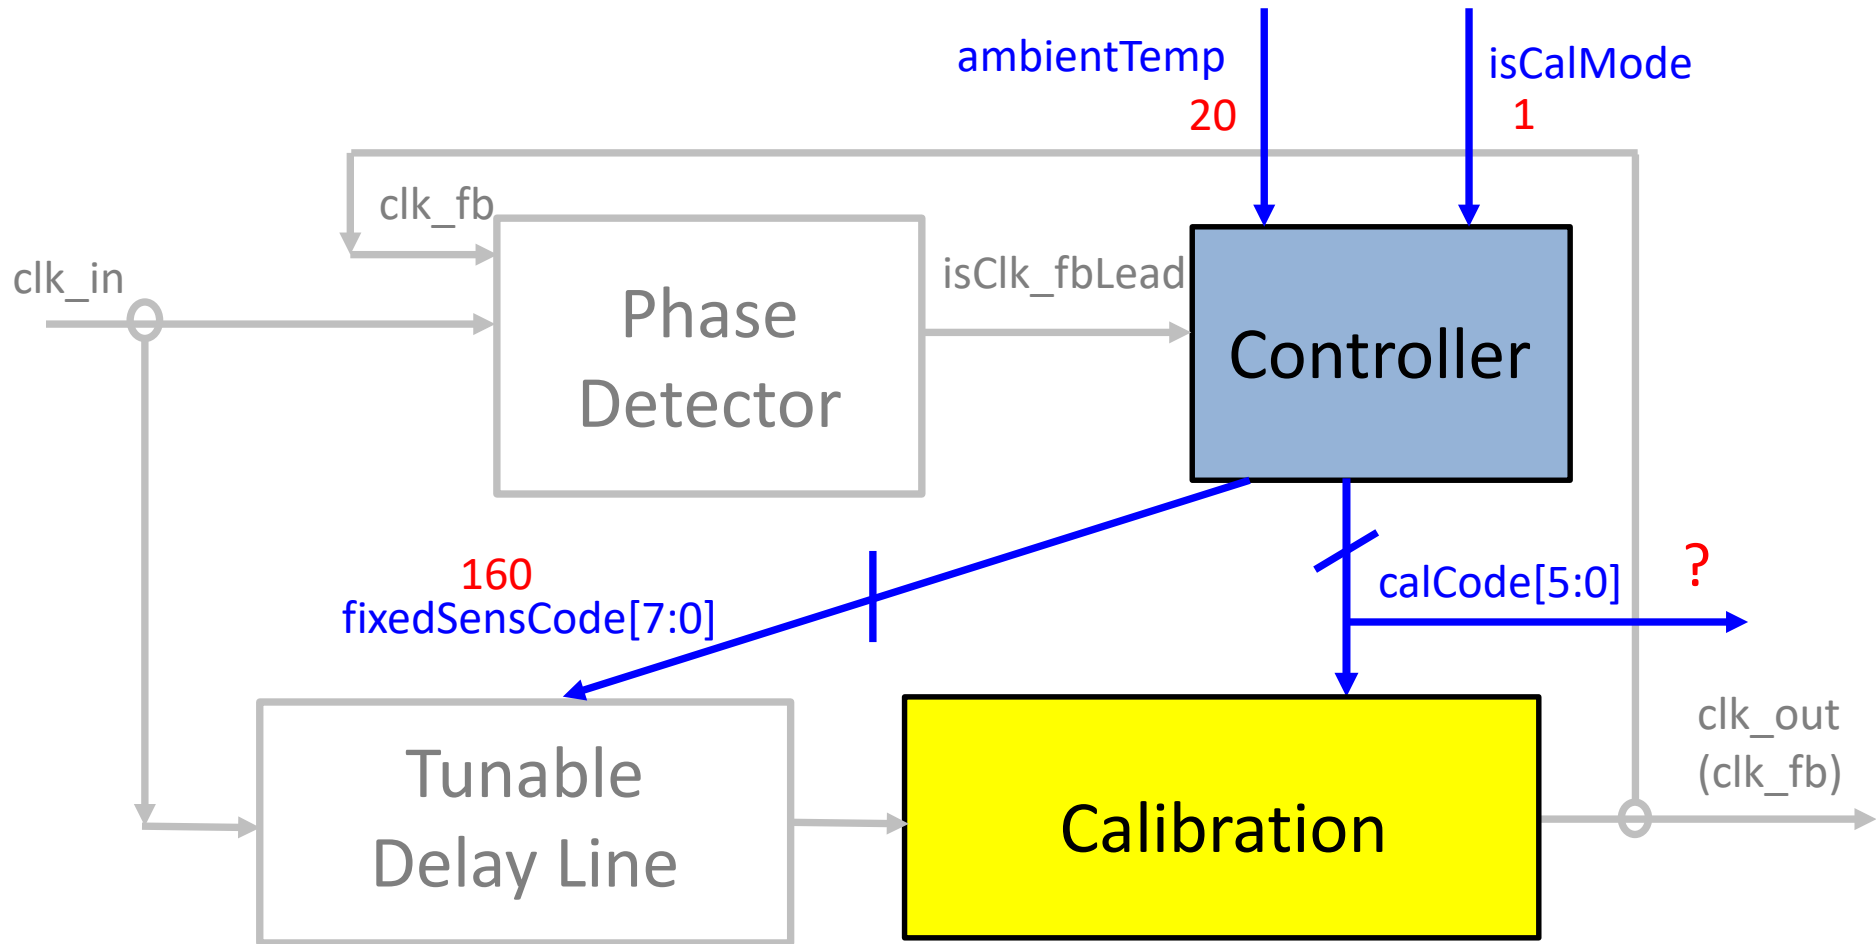 ambientTemp
isCalMode
20
1
clk_fb
clk_in
isClk_fbLead
Phase
Detector
Controller
160
fixedSensCode[7:0]
calCode[5:0]
?
Tunable
Delay Line
Calibration
clk_out
(clk_fb)